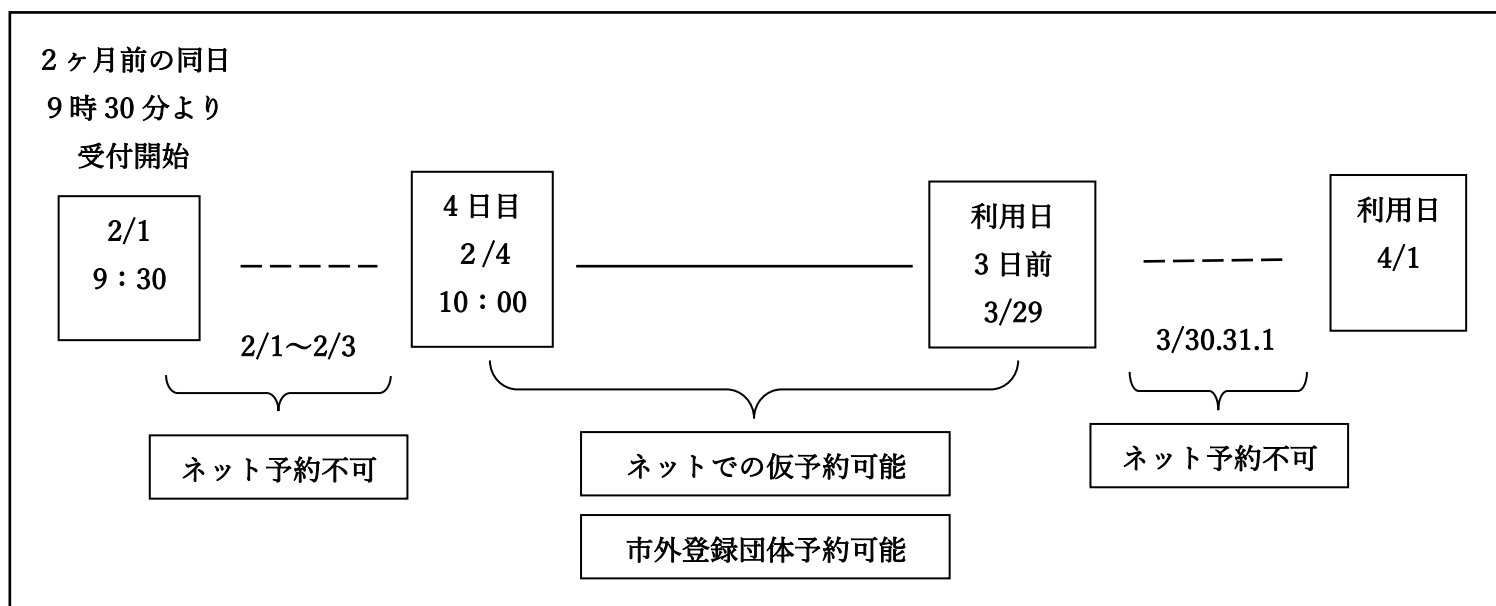 ２ヶ月前の同日
９時 30 分より
受付開始
2/1
9：30
2/1～2/3
ネット予約不可
4 日目
2 /4
10：00
利用日
3 日前
3/29
ネットでの仮予約可能
市外登録団体予約可能
3/30.31.1
ネット予約不可
利用日
4/1